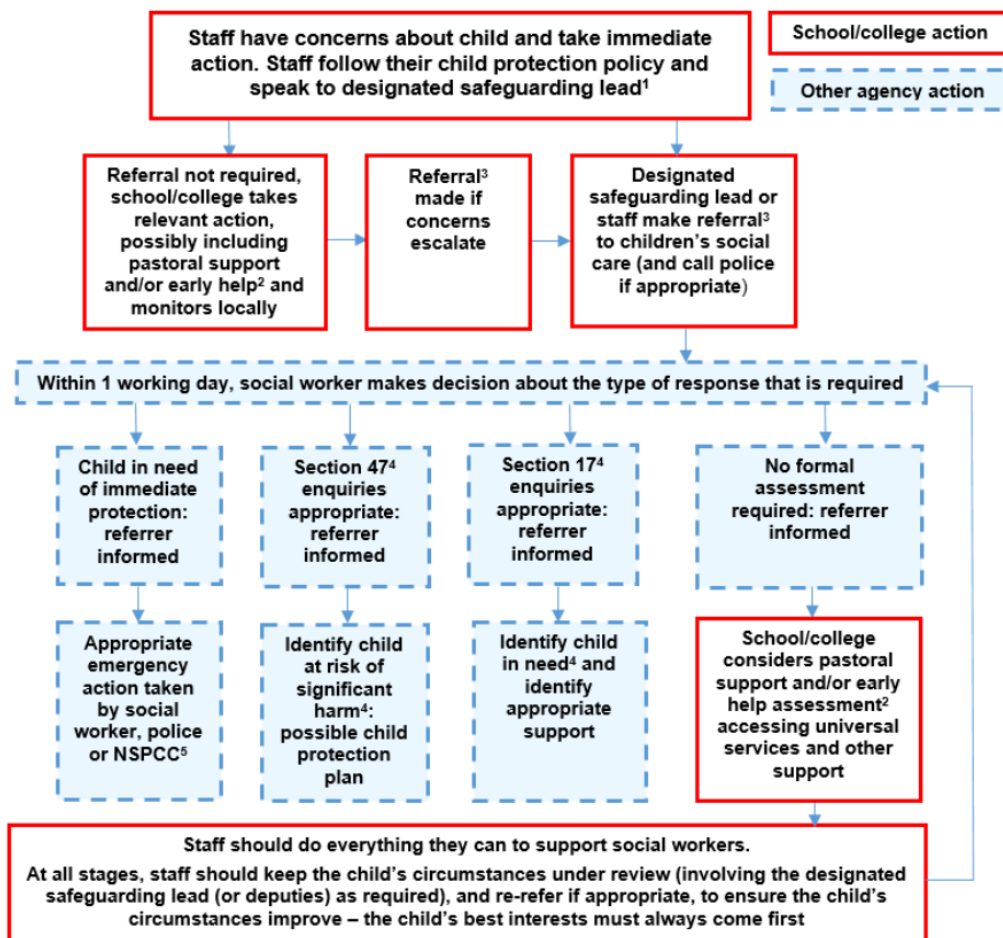 Staff have concerns about child and take immediate
action. Staff follow their child protection policy and
speak to designated safeguarding lead¹
School/college action
Other agency action
Referral not required,
school/college takes
relevant action,
possibly including
pastoral support
and/or early help² and
monitors locally
Referral³
made if
concerns
escalate
Designated
safeguarding lead or
staff make referral³
to children’s social
care (and call police
if appropriate)
Within 1 working day, social worker makes decision about the type of response that is required
Child in need
of immediate
protection:
referrer
informed
Section 47⁴
enquiries
appropriate:
referrer
informed
Section 17⁴
enquiries
appropriate:
referrer
informed
No formal
assessment
required: referrer
informed
Appropriate
emergency
action taken
by social
worker, police
or NSPCC⁵
Identify child
at risk of
significant
harm⁴:
possible child
protection
plan
Identify child
in need⁴ and
identify
appropriate
support
School/college
considers pastoral
support and/or early
help assessment²
accessing universal
services and other
support
Staff should do everything they can to support social workers.
At all stages, staff should keep the child’s circumstances under review (involving the designated
safeguarding lead (or deputies) as required), and re-refer if appropriate, to ensure the child’s
circumstances improve – the child’s best interests must always come first